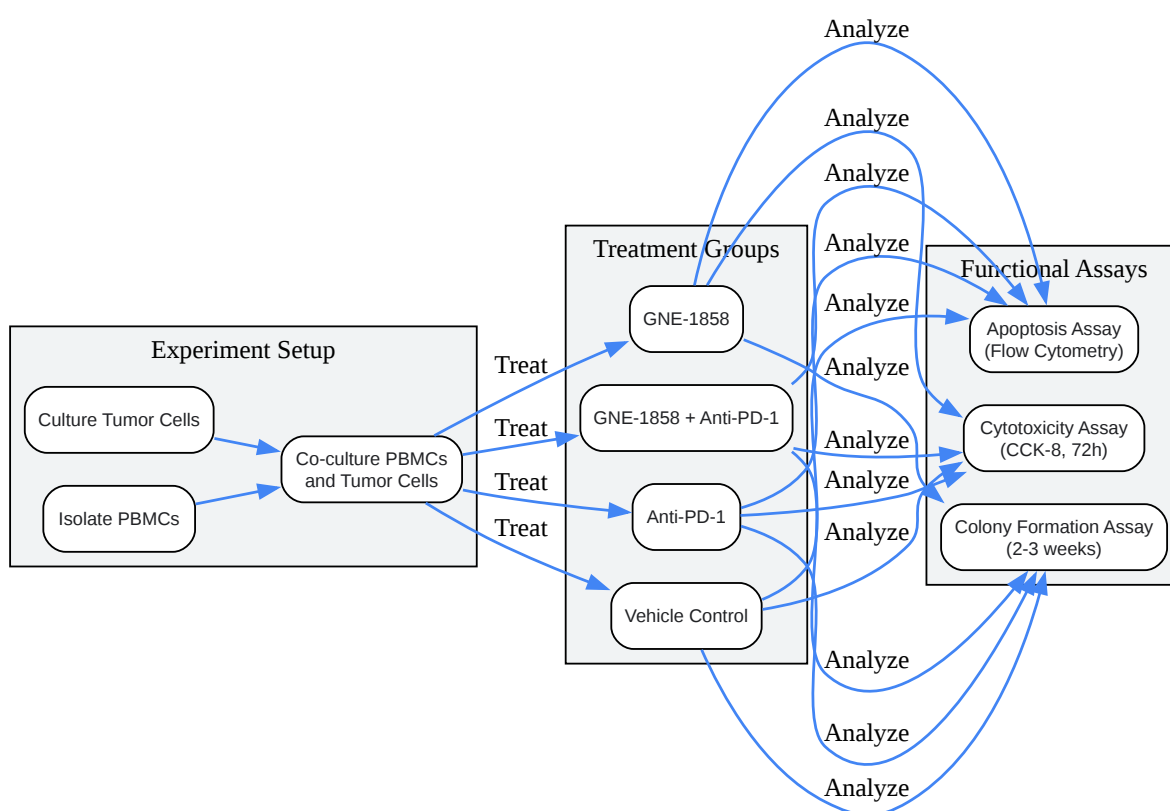 Experiment Setup
Culture Tumor Cells
Isolate PBMCs
Co-culture PBMCs
and Tumor Cells
Treat
Treat
Treat
Treat
Treatment Groups
GNE-1858
GNE-1858 + Anti-PD-1
Anti-PD-1
Vehicle Control
Analyze
Analyze
Analyze
Analyze
Analyze
Analyze
Analyze
Analyze
Analyze
Analyze
Analyze
Analyze
Functional Assays
Apoptosis Assay
(Flow Cytometry)
Cytotoxicity Assay
(CCK-8, 72h)
Colony Formation Assay
(2-3 weeks)